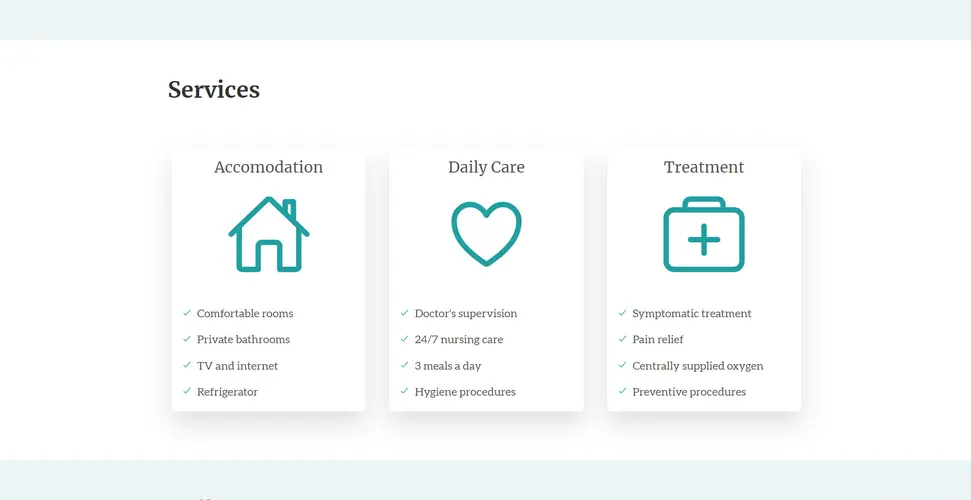 Services
Accomodation
Comfortable rooms
Private bathrooms
TV and internet
Refrigerator
Daily Care
Doctor's supervision
24/7 nursing care
3 meals a day
Hygiene procedures
Treatment
Symptomatic treatment
Pain relief
Centrally supplied oxygen
Preventive procedures